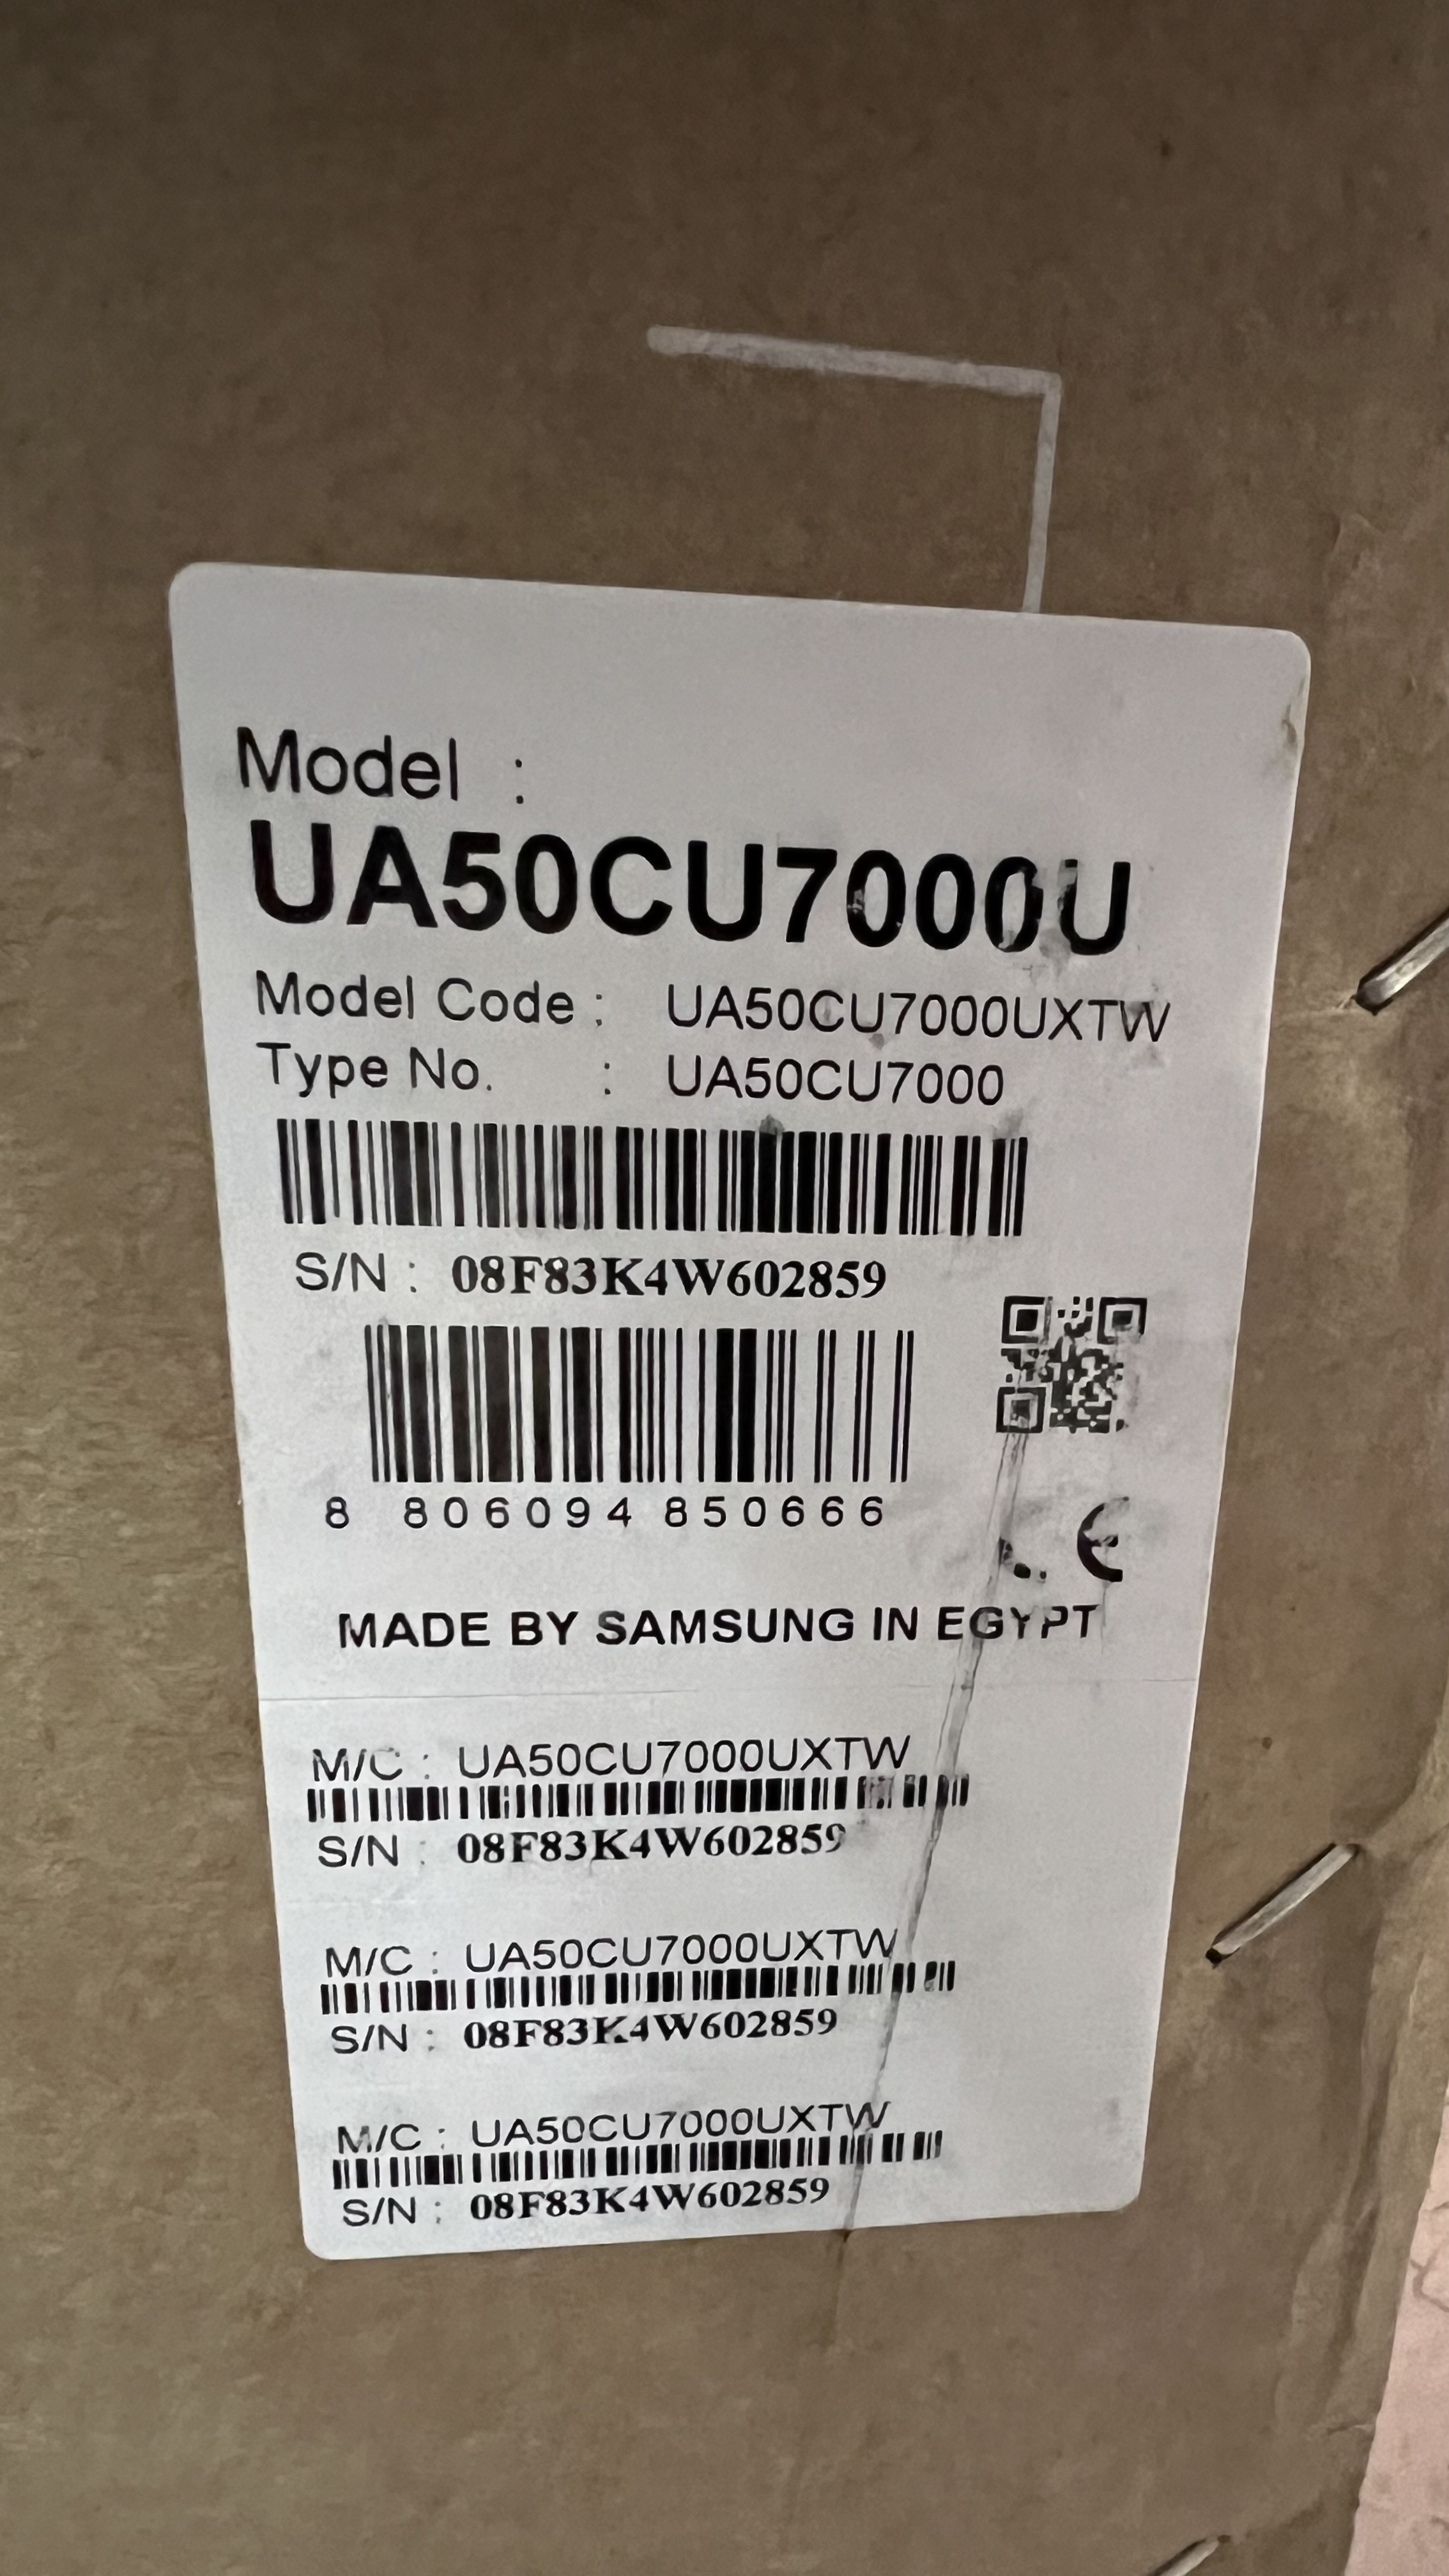 Model :
UA50CU7000U
Model Code : UA50CU7000UXTW
Type No. : UA50CU7000
S/N : 08F83K4W602859
8 806094 850666
CE
MADE BY SAMSUNG IN EGYPT
M/C : UA50CU7000UXTW
S/N : 08F83K4W602859
M/C : UA50CU7000UXTW
S/N : 08F83K4W602859
M/C : UA50CU7000UXTW
S/N : 08F83K4W602859